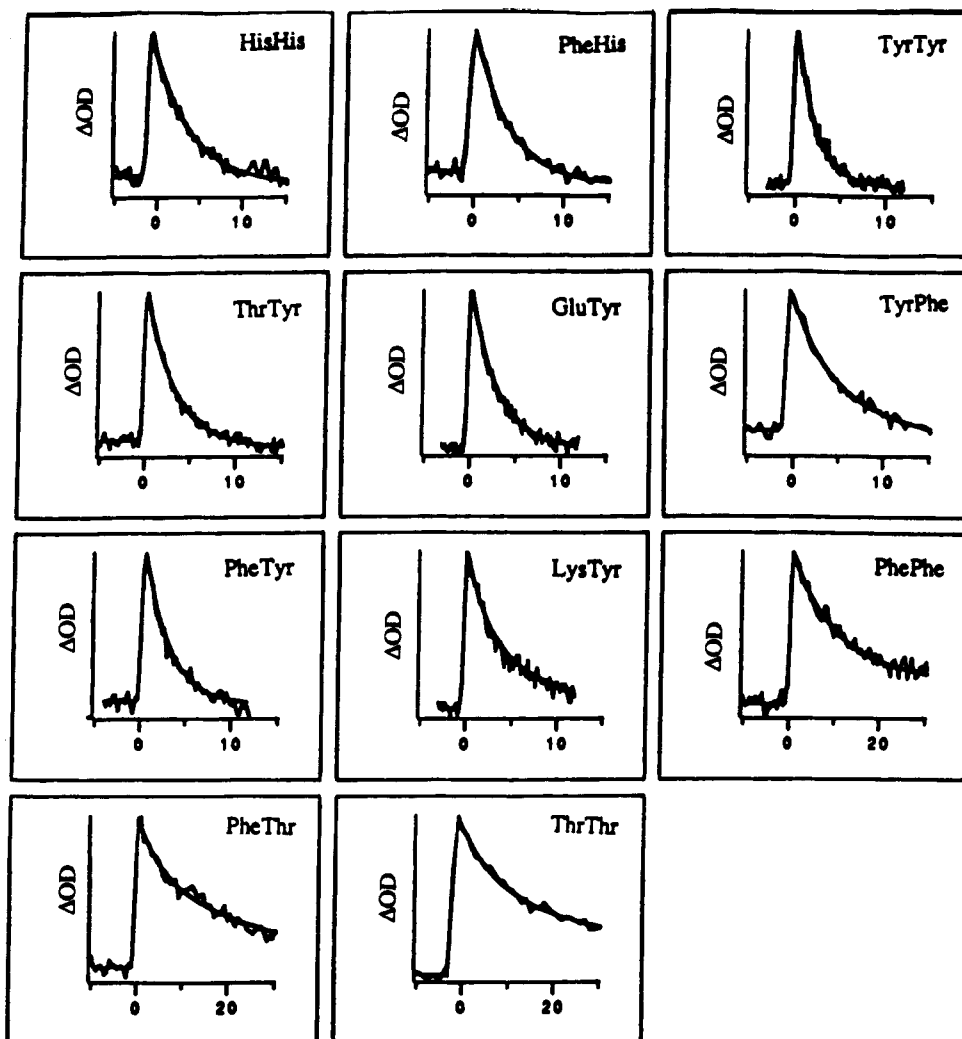 HisHis
ΔOD
0 10
PheHis
ΔOD
0 10
TyrTyr
ΔOD
0 10
ThrTyr
ΔOD
0 10
GluTyr
ΔOD
0 10
TyrPhe
ΔOD
0 10
PheTyr
ΔOD
0 10
LysTyr
ΔOD
0 10
PhePhe
ΔOD
0 20
PheThr
ΔOD
0 20
ThrThr
ΔOD
0 20